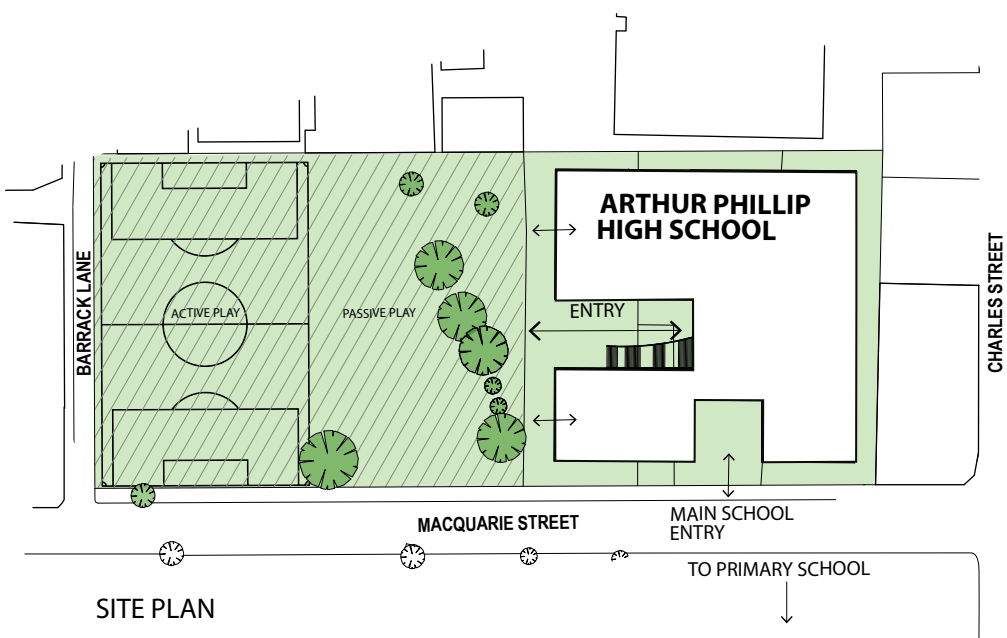 ARTHUR PHILLIP
HIGH SCHOOL
BARRACK LANE
ACTIVE PLAY
PASSIVE PLAY
ENTRY
CHARLES STREET
MACQUARIE STREET
MAIN SCHOOL
ENTRY
TO PRIMARY SCHOOL
SITE PLAN